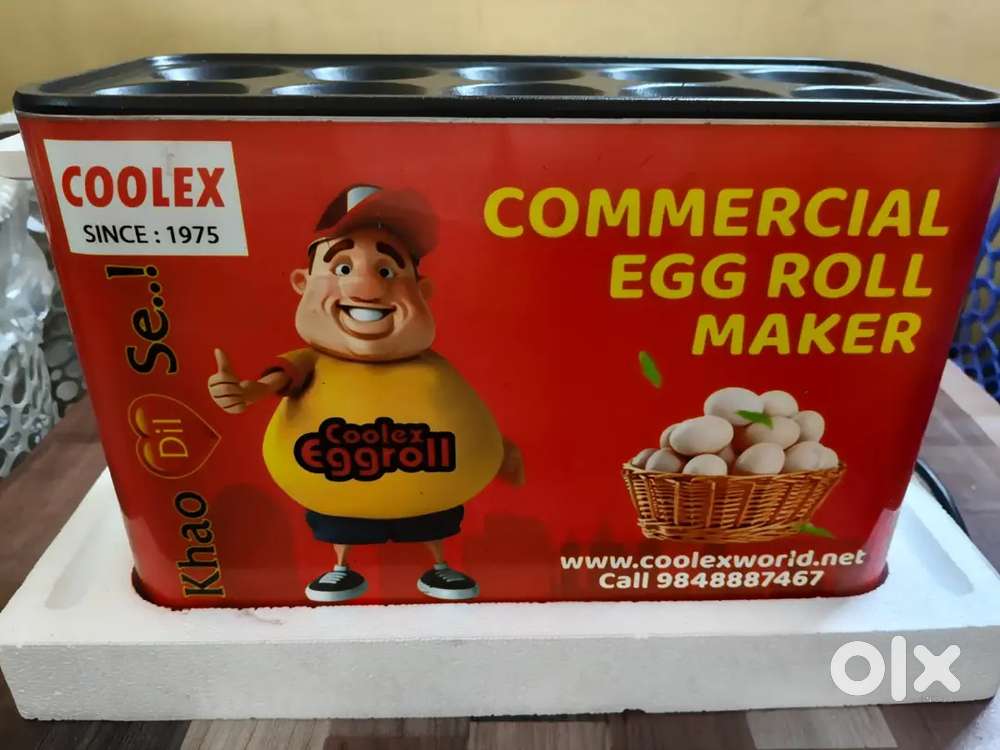 COOLEX
SINCE : 1975
Khao Dil Se..!
Coolex
Eggroll
COMMERCIAL
EGG ROLL
MAKER
www.coolexworld.net
Call 9848887467
olx